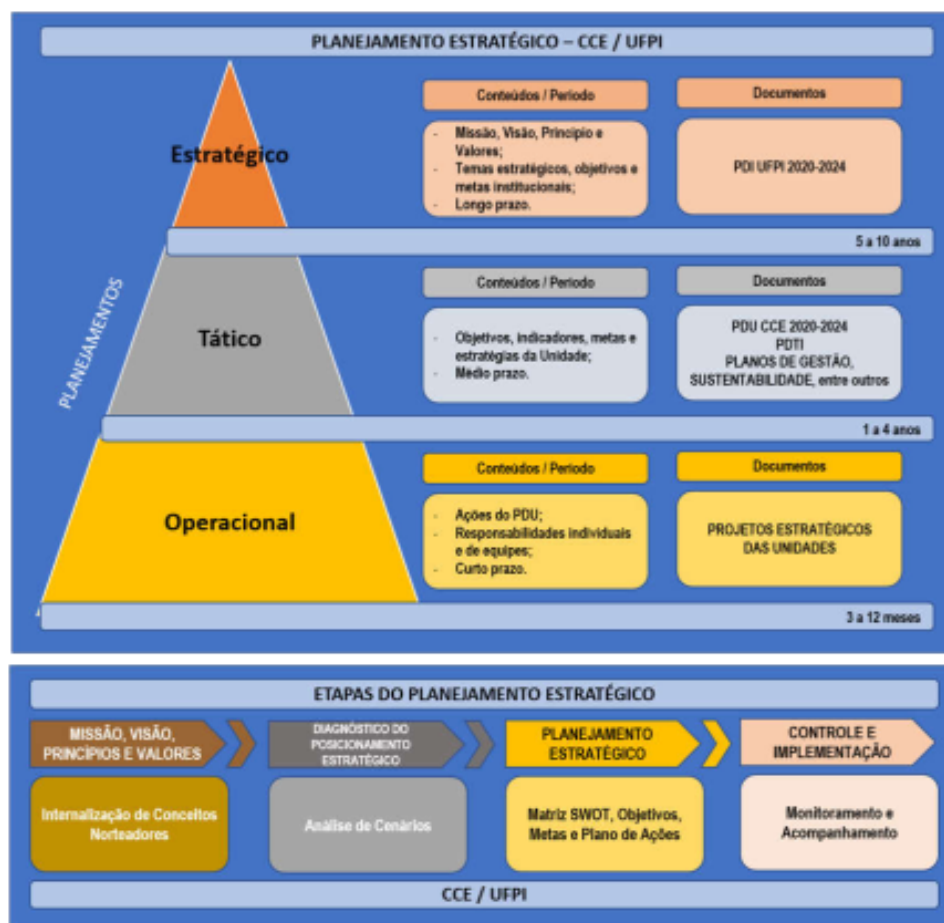 PLANEJAMENTO ESTRATÉGICO – CCE / UFPI
PLANEJAMENTOS
Estratégico
Conteúdos / Periodo
- Missão, Visão, Principio e
Valores;
- Temas estratégicos, objetivos e
metas institucionais;
- Longo prazo.
Documentos
PDI UFPI 2020-2024
5 a 10 anos
Tático
Conteúdos / Periodo
- Objetivos, indicadores, metas e
estratégias da Unidade;
- Médio prazo.
Documentos
PDU CCE 2020-2024
PDTI
PLANOS DE GESTÃO,
SUSTENTABILIDADE, entre outros
1 a 4 anos
Operacional
Conteúdos / Periodo
- Ações do PDU;
- Responsabilidades individuais
e de equipes;
- Curto prazo.
Documentos
PROJETOS ESTRATÉGICOS
DAS UNIDADES
3 a 12 meses
ETAPAS DO PLANEJAMENTO ESTRATÉGICO
MISSÃO, VISÃO,
PRINCÍPIOS E VALORES
Internalização de Conceitos
Norteadores
DIAGNÓSTICO DO
POSICIONAMENTO
ESTRATÉGICO
Análise de Cenários
PLANEJAMENTO
ESTRATÉGICO
Matriz SWOT, Objetivos,
Metas e Plano de Ações
CONTROLE E
IMPLEMENTAÇÃO
Monitoramento e
Acompanhamento
CCE / UFPI